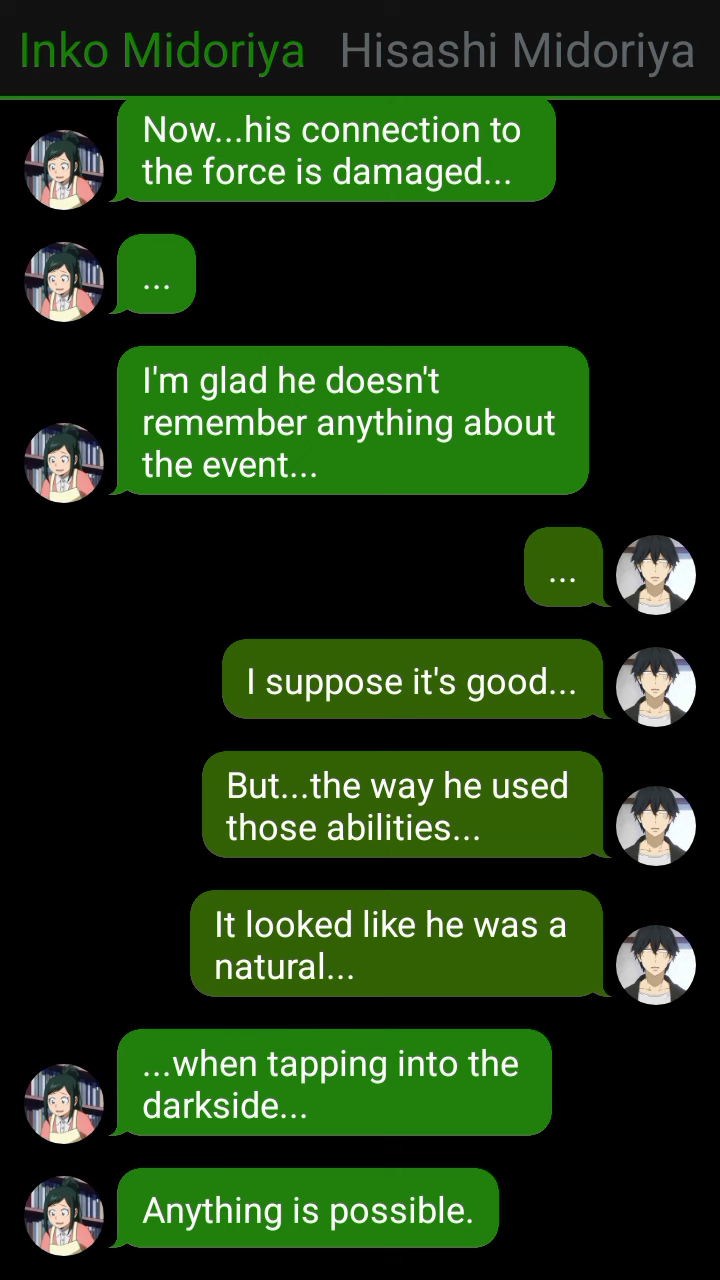 Inko Midoriya Hisashi Midoriya
Now...his connection to
the force is damaged...
...
I'm glad he doesn't
remember anything about
the event...
...
I suppose it's good...
But...the way he used
those abilities...
It looked like he was a
natural...
...when tapping into the
darkside...
Anything is possible.